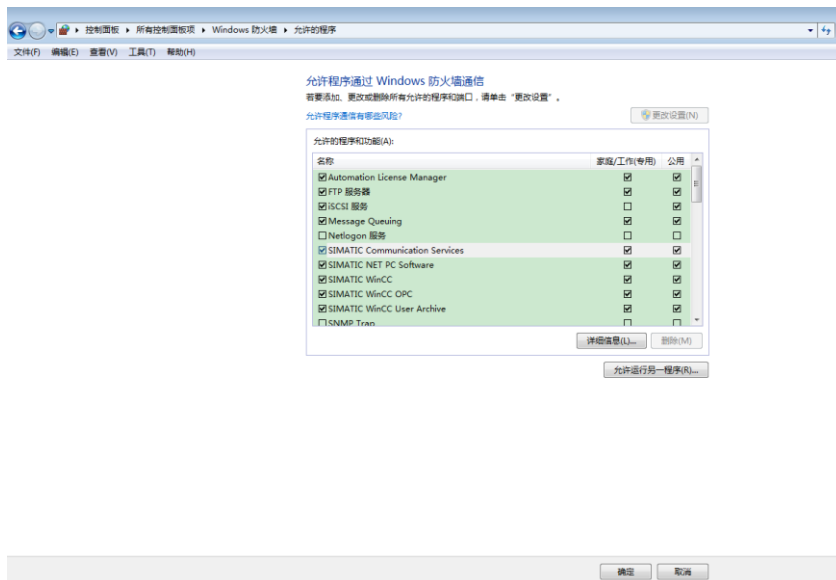 控制面板 ▸ 所有控制面板项 ▸ Windows 防火墙 ▸ 允许的程序
文件(F) 编辑(E) 查看(V) 工具(T) 帮助(H)
允许程序通过 Windows 防火墙通信
若要添加、更改或删除所有允许的程序和端口，请单击“更改设置”。
允许程序通信有哪些风险?
更改设置(N)
允许的程序和功能(A):
名称 家庭/工作(专用) 公用
Automation License Manager
FTP 服务器
iSCSI 服务
Message Queuing
Netlogon 服务
SIMATIC Communication Services
SIMATIC NET PC Software
SIMATIC WinCC
SIMATIC WinCC OPC
SIMATIC WinCC User Archive
SNMP Trap
详细信息(L)... 删除(M)
允许运行另一程序(R)...
确定 取消